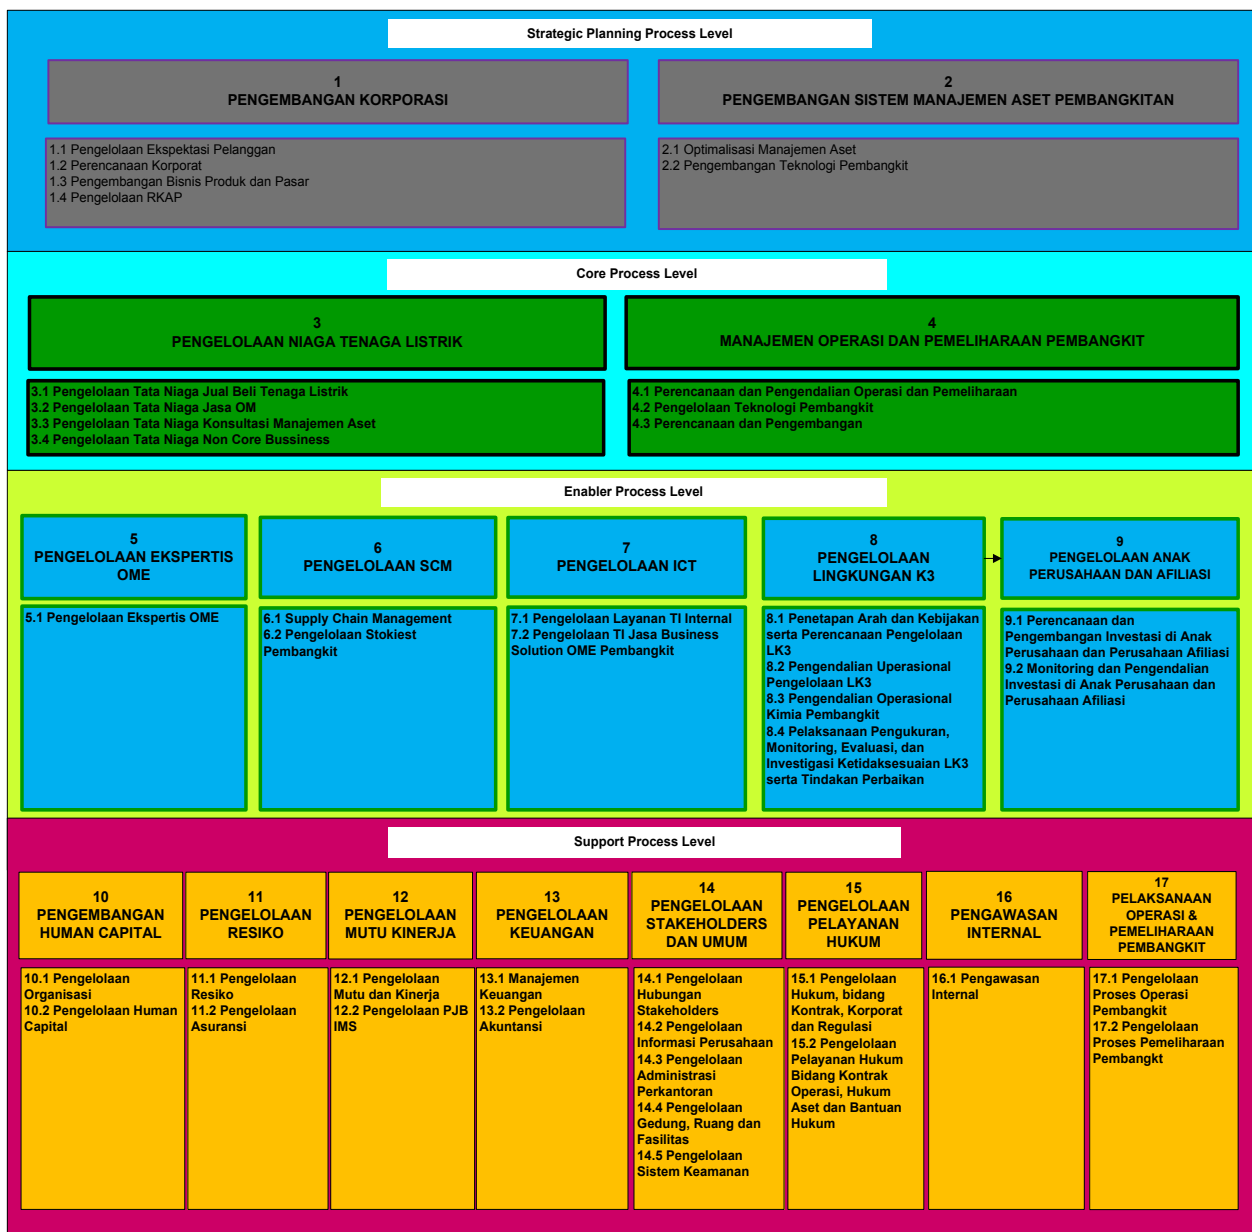 Strategic Planning Process Level
1
PENGEMBANGAN KORPORASI
1.1 Pengelolaan Ekspektasi Pelanggan
1.2 Perencanaan Korporat
1.3 Pengembangan Bisnis Produk dan Pasar
1.4 Pengelolaan RKAP
2
PENGEMBANGAN SISTEM MANAJEMEN ASET PEMBANGKITAN
2.1 Optimalisasi Manajemen Aset
2.2 Pengembangan Teknologi Pembangkit
Core Process Level
3
PENGELOLAAN NIAGA TENAGA LISTRIK
3.1 Pengelolaan Tata Niaga Jual Beli Tenaga Listrik
3.2 Pengelolaan Tata Niaga Jasa OM
3.3 Pengelolaan Tata Niaga Konsultasi Manajemen Aset
3.4 Pengelolaan Tata Niaga Non Core Bussiness
4
MANAJEMEN OPERASI DAN PEMELIHARAAN PEMBANGKIT
4.1 Perencanaan dan Pengendalian Operasi dan Pemeliharaan
4.2 Pengelolaan Teknologi Pembangkit
4.3 Perencanaan dan Pengembangan
Enabler Process Level
5
PENGELOLAAN EKSPERTIS
OME
5.1 Pengelolaan Ekspertis OME
6
PENGELOLAAN SCM
6.1 Supply Chain Management
6.2 Pengelolaan Stokiest
Pembangkit
7
PENGELOLAAN ICT
7.1 Pengelolaan Layanan TI Internal
7.2 Pengelolaan TI Jasa Business
Solution OME Pembangkit
8
PENGELOLAAN
LINGKUNGAN K3
8.1 Penetapan Arah dan Kebijakan
serta Perencanaan Pengelolaan
LK3
8.2 Pengendalian Uperasional
Pengelolaan LK3
8.3 Pengendalian Operasional
Kimia Pembangkit
8.4 Pelaksanaan Pengukuran,
Monitoring, Evaluasi, dan
Investigasi Ketidaksesuaian LK3
serta Tindakan Perbaikan
9
PENGELOLAAN ANAK
PERUSAHAAN DAN AFILIASI
9.1 Perencanaan dan
Pengembangan Investasi di Anak
Perusahaan dan Perusahaan Afiliasi
9.2 Monitoring dan Pengendalian
Investasi di Anak Perusahaan dan
Perusahaan Afiliasi
Support Process Level
10
PENGEMBANGAN
HUMAN CAPITAL
10.1 Pengelolaan
Organisasi
10.2 Pengelolaan Human
Capital
11
PENGELOLAAN
RESIKO
11.1 Pengelolaan
Resiko
11.2 Pengelolaan
Asuransi
12
PENGELOLAAN
MUTU KINERJA
12.1 Pengelolaan
Mutu dan Kinerja
12.2 Pengelolaan PJB
IMS
13
PENGELOLAAN
KEUANGAN
13.1 Manajemen
Keuangan
13.2 Pengelolaan
Akuntansi
14
PENGELOLAAN
STAKEHOLDERS
DAN UMUM
14.1 Pengelolaan
Hubungan
Stakeholders
14.2 Pengelolaan
Informasi Perusahaan
14.3 Pengelolaan
Administrasi
Perkantoran
14.4 Pengelolaan
Gedung, Ruang dan
Fasilitas
14.5 Pengelolaan
Sistem Keamanan
15
PENGELOLAAN
PELAYANAN
HUKUM
15.1 Pengelolaan
Hukum, bidang
Kontrak, Korporat
dan Regulasi
15.2 Pengelolaan
Pelayanan Hukum
Bidang Kontrak
Operasi, Hukum
Aset dan Bantuan
Hukum
16
PENGAWASAN
INTERNAL
16.1 Pengawasan
Internal
17
PELAKSANAAN
OPERASI &
PEMELIHARAAN
PEMBANGKIT
17.1 Pengelolaan
Proses Operasi
Pembangkit
17.2 Pengelolaan
Proses Pemeliharaan
Pembangkt